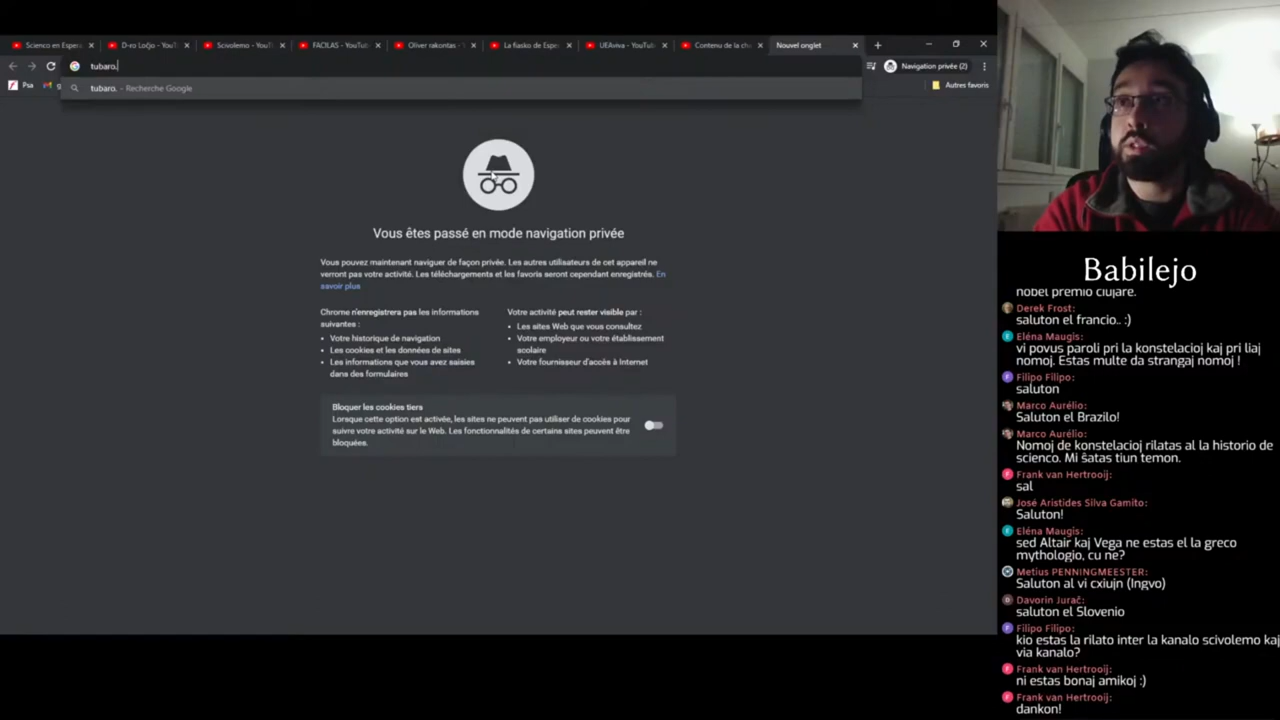 Scienco en Espera
D-ro Loĉjo - YouT
Scivolemo - YouT
FACILAS - YouTub
Oliver rakontas -
La fiasko de Espo
UEAviva - YouTub
Contenu de la ch
Nouvel onglet
tubaro.
Navigation privée (2)
tubaro. - Recherche Google
Psa
Autres favoris
Vous êtes passé en mode navigation privée
Vous pouvez maintenant naviguer de façon privée. Les autres utilisateurs de cet appareil ne
verront pas votre activité. Les téléchargements et les favoris seront cependant enregistrés. En
savoir plus
Chrome n'enregistrera pas les informations
suivantes :
• Votre historique de navigation
• Les cookies et les données de sites
• Les informations que vous avez saisies
dans des formulaires
Votre activité peut rester visible par :
• Les sites Web que vous consultez
• Votre employeur ou votre établissement
scolaire
• Votre fournisseur d'accès à Internet
Bloquer les cookies tiers
Lorsque cette option est activée, les sites ne peuvent pas utiliser de cookies pour
suivre votre activité sur le Web. Les fonctionnalités de certains sites peuvent être
bloquées.
Babilejo
nobel premio ĉiujare.
Derek Frost:
saluton el francio.. :)
Eléna Maugis:
vi povus paroli pri la konstelacioj kaj pri liaj
nomoj. Estas multe da strangaj nomoj !
Filipo Filipo:
saluton
Marco Aurélio:
Saluton el Brazilo!
Marco Aurélio:
Nomoj de konstelacioj rilatas al la historio de
scienco. Mi ŝatas tiun temon.
Frank van Hertrooij:
sal
José Aristides Silva Gamito:
Saluton!
Eléna Maugis:
sed Altair kaj Vega ne estas el la greco
mythologio, cu ne?
Metius PENNINGMEESTER:
Saluton al vi cxiujn (Ingvo)
Davorin Jurač:
saluton el Slovenio
Filipo Filipo:
kio estas la rilato inter la kanalo scivolemo kaj
via kanalo?
Frank van Hertrooij:
ni estas bonaj amikoj :)
Frank van Hertrooij:
dankon!